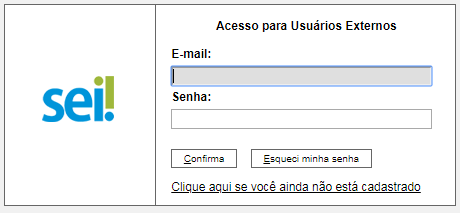 sei!
Acesso para Usuários Externos
E-mail:
Senha:
Confirma
Esqueci minha senha
Clique aqui se você ainda não está cadastrado